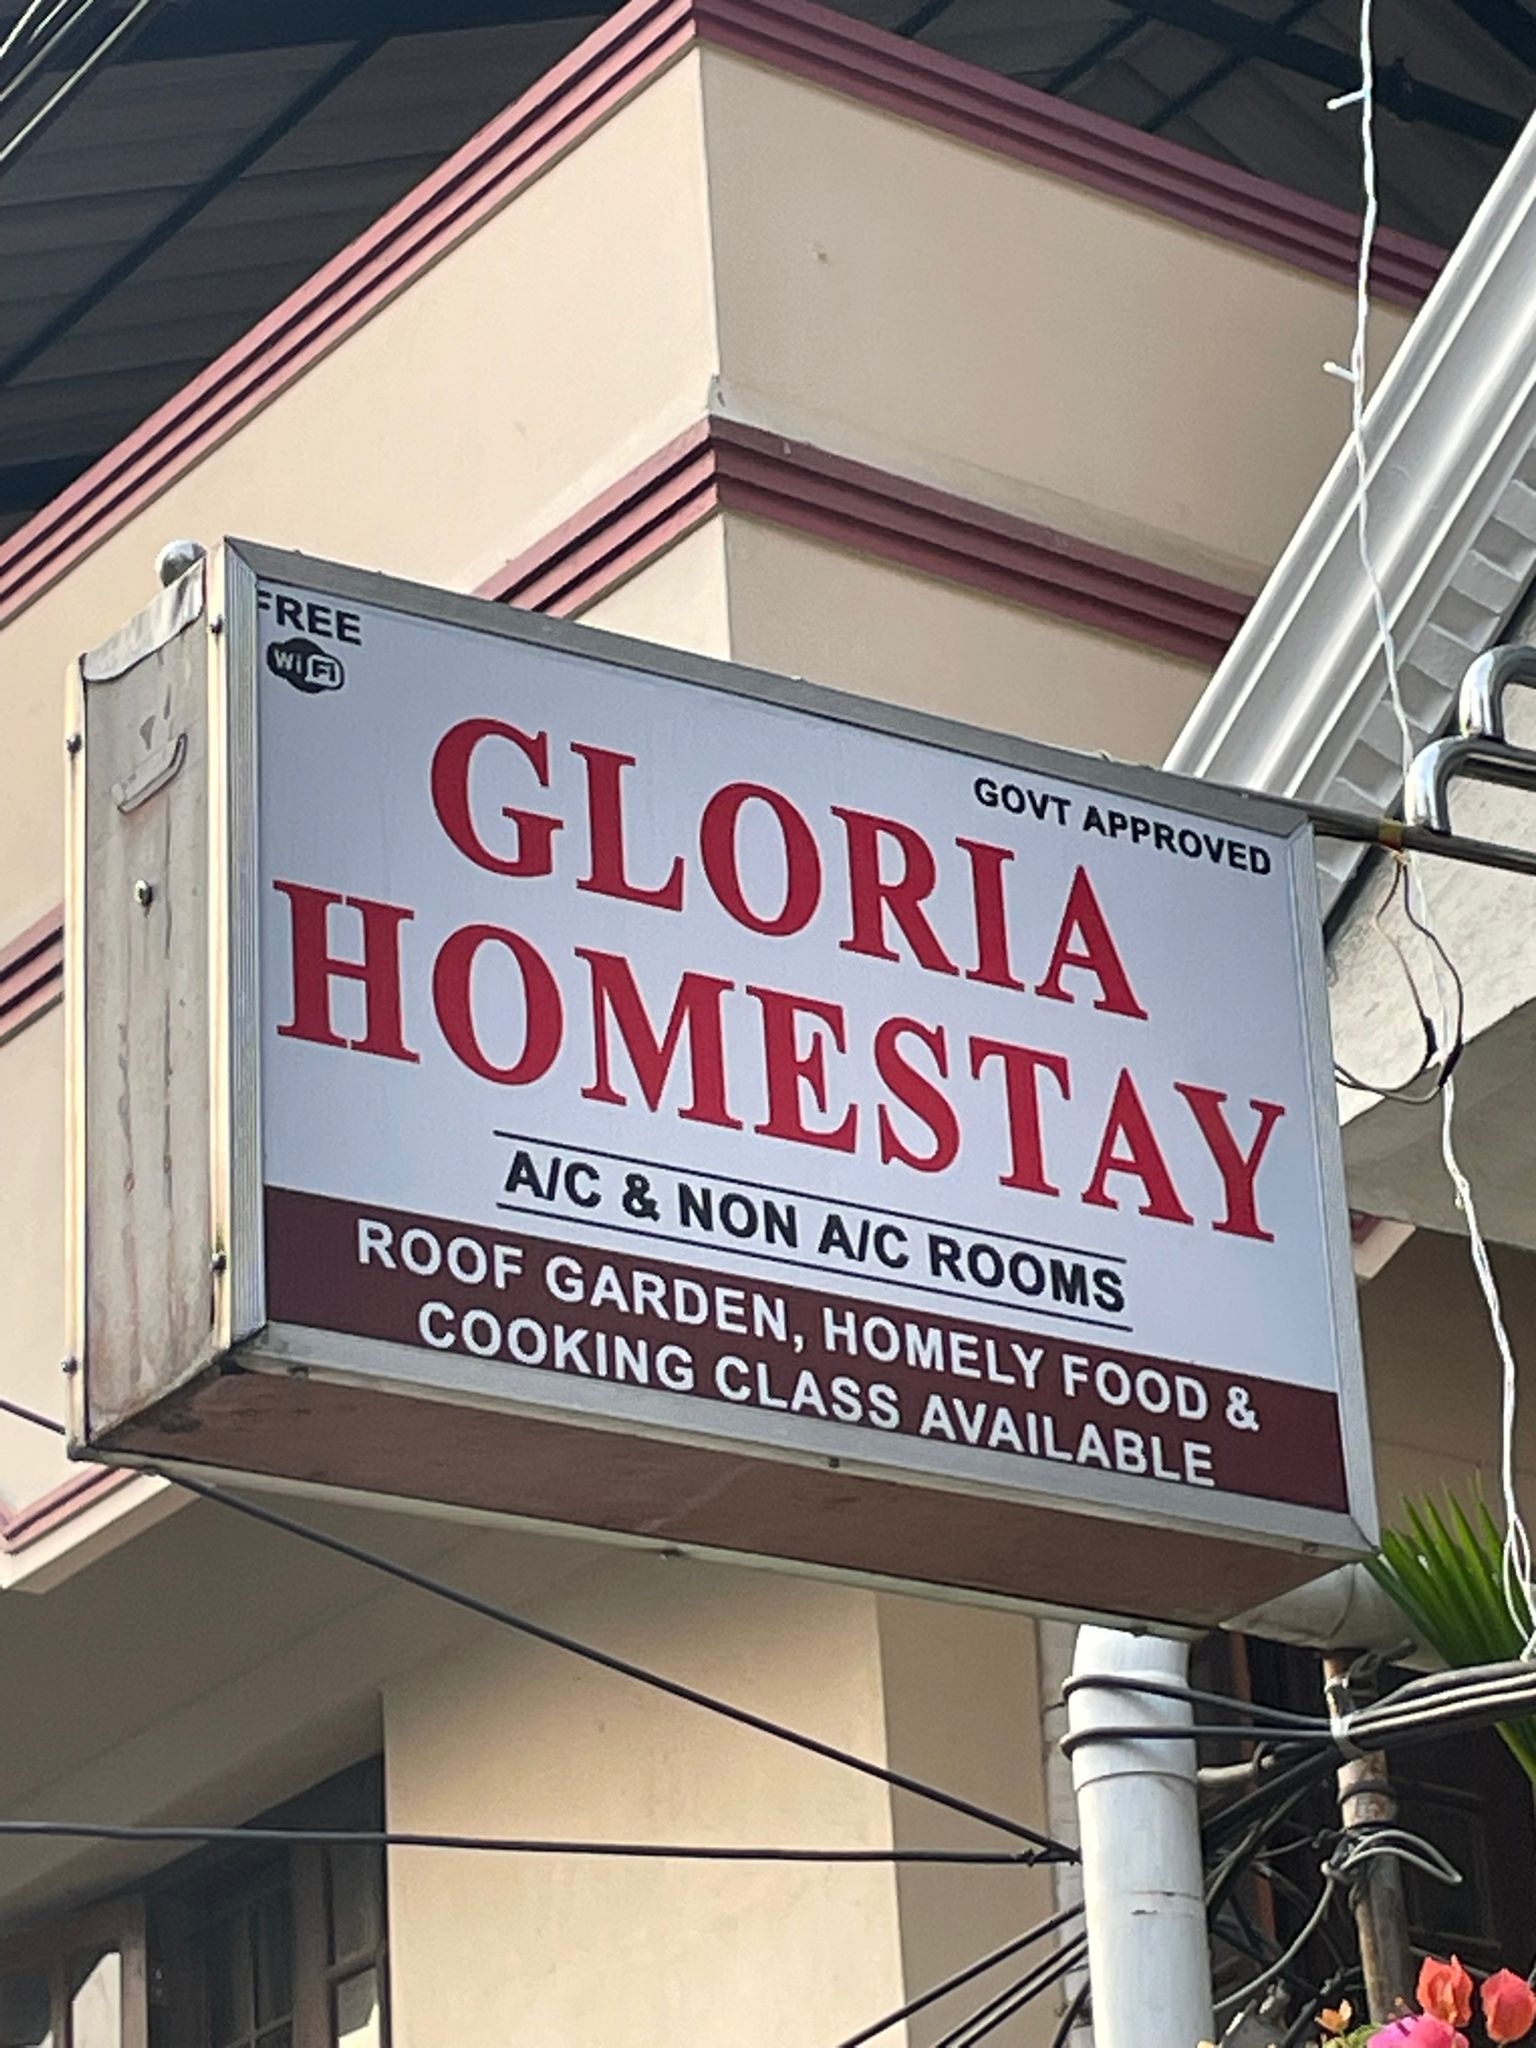 FREE
WiFi
GOVT APPROVED
GLORIA
HOMESTAY
A/C & NON A/C ROOMS
ROOF GARDEN, HOMELY FOOD &
COOKING CLASS AVAILABLE